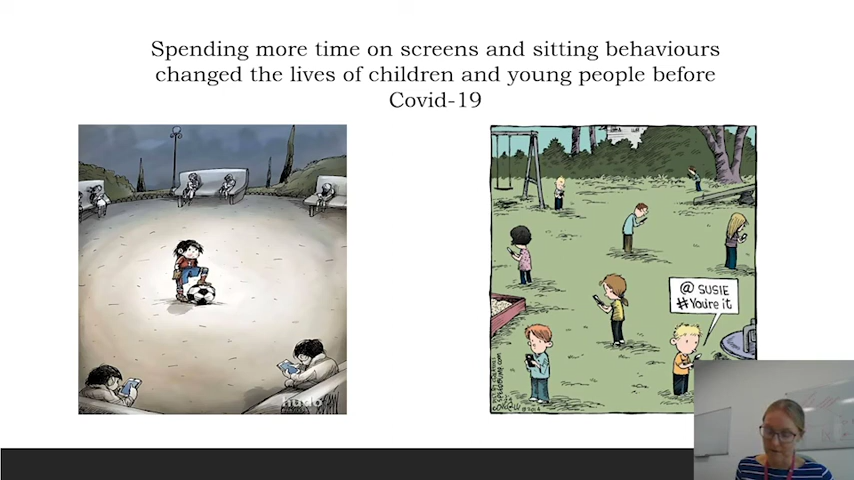 Spending more time on screens and sitting behaviours
changed the lives of children and young people before
Covid-19
@ SUSIE
#You're it